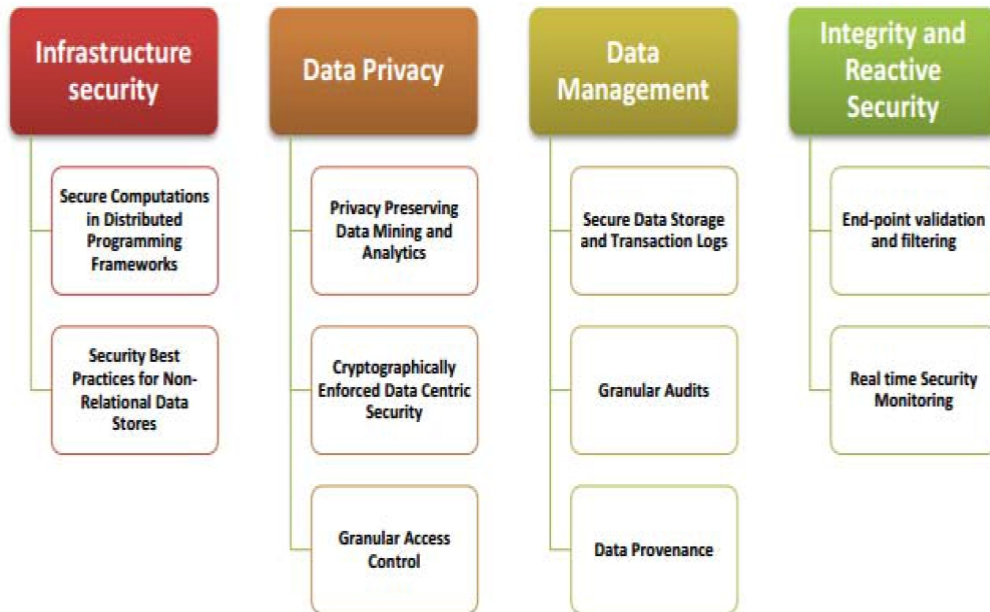 Infrastructure
security
Secure Computations
in Distributed
Programming
Frameworks
Security Best
Practices for Non-
Relational Data
Stores
Data Privacy
Privacy Preserving
Data Mining and
Analytics
Cryptographically
Enforced Data Centric
Security
Granular Access
Control
Data
Management
Secure Data Storage
and Transaction Logs
Granular Audits
Data Provenance
Integrity and
Reactive
Security
End-point validation
and filtering
Real time Security
Monitoring